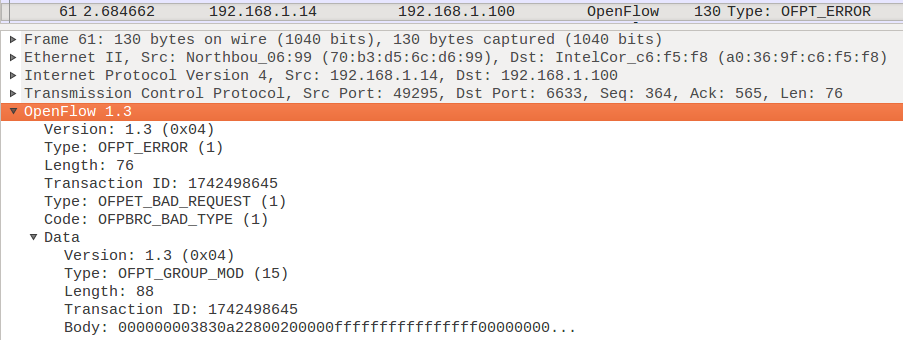 61 2.684662 192.168.1.14 192.168.1.100 OpenFlow 130 Type: OFPT_ERROR
Frame 61: 130 bytes on wire (1040 bits), 130 bytes captured (1040 bits)
Ethernet II, Src: Northbou_06:99 (70:b3:d5:6c:d6:99), Dst: IntelCor_c6:f5:f8 (a0:36:9f:c6:f5:f8)
Internet Protocol Version 4, Src: 192.168.1.14, Dst: 192.168.1.100
Transmission Control Protocol, Src Port: 49295, Dst Port: 6633, Seq: 364, Ack: 565, Len: 76
OpenFlow 1.3
Version: 1.3 (0x04)
Type: OFPT_ERROR (1)
Length: 76
Transaction ID: 1742498645
Type: OFPET_BAD_REQUEST (1)
Code: OFPBRC_BAD_TYPE (1)
Data
Version: 1.3 (0x04)
Type: OFPT_GROUP_MOD (15)
Length: 88
Transaction ID: 1742498645
Body: 000000003830a22800200000ffffffffffffffff00000000...